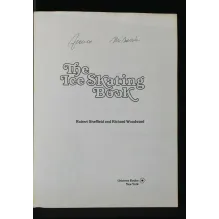 The
Ice Skating
Book
Robert Sheffield and Richard Woodward
Universe Books
New York